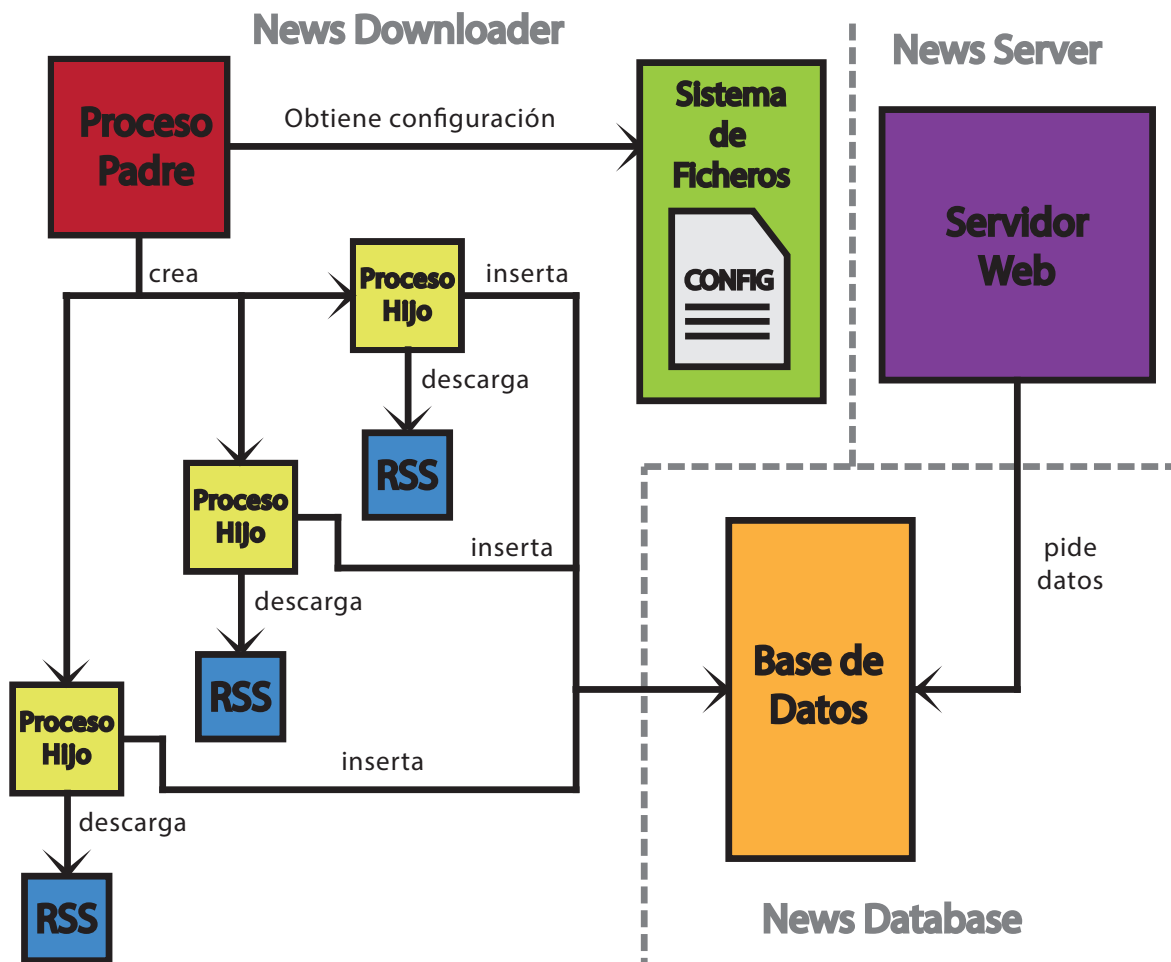 News Downloader
News Server
Proceso
Padre
Obtiene configuración
Sistema
de
Ficheros
CONFIG
Servidor
Web
crea
Proceso
Hijo
inserta
descarga
RSS
Proceso
Hijo
inserta
descarga
RSS
Proceso
Hijo
inserta
descarga
RSS
pide
datos
Base de
Datos
News Database